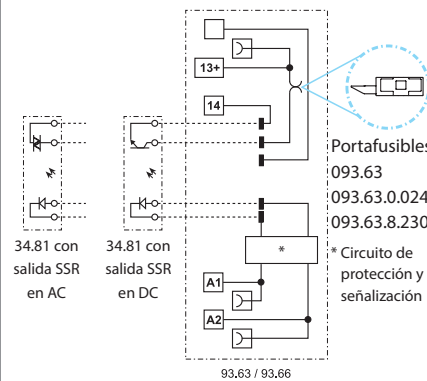 13+
14
Portafusibles
093.63
093.63.0.024
093.63.8.230
* Circuito de
protección y
señalización
*
A1
A2
34.81 con
salida SSR
en AC
34.81 con
salida SSR
en DC
93.63 / 93.66